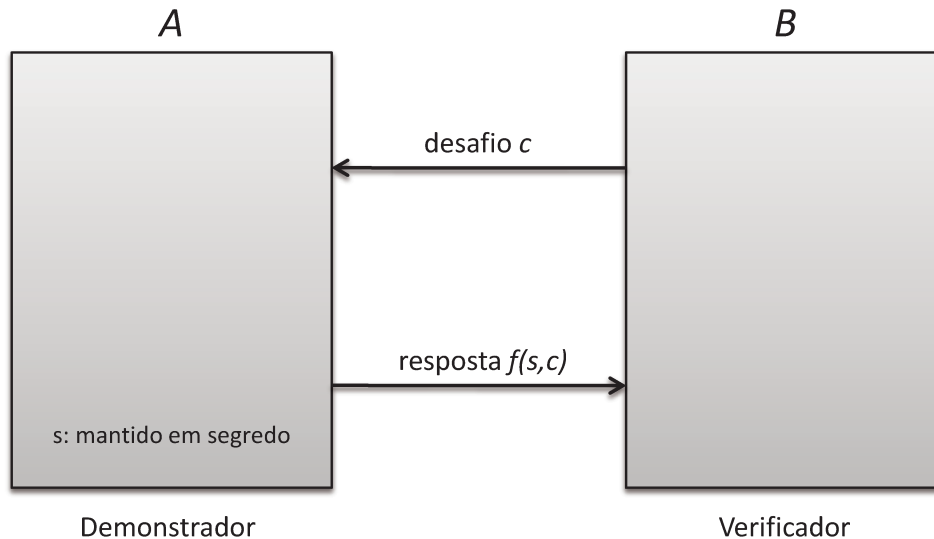 A
B
desafio c
resposta f(s,c)
s: mantido em segredo
Demonstrador
Verificador